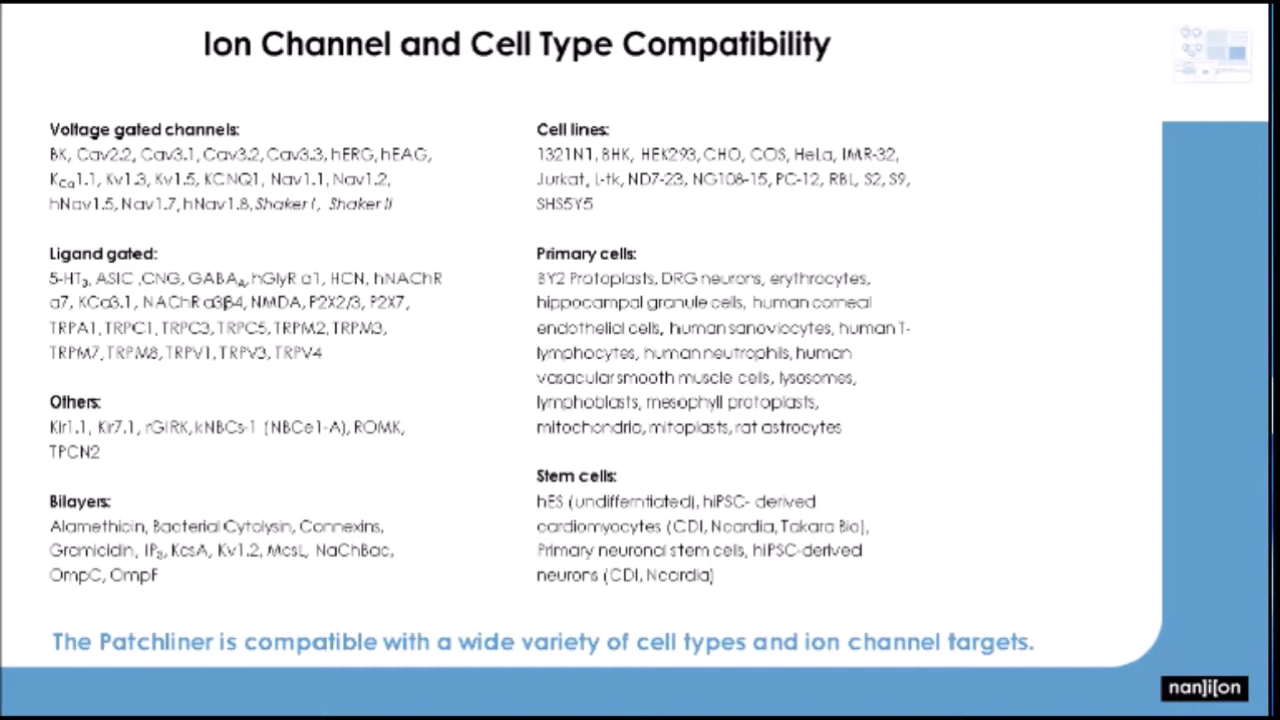 Ion Channel and Cell Type Compatibility
Voltage gated channels:
BK, Cav2.2, Cav3.1, Cav3.2, Cav3.3, hERG, hEAG,
KCa1.1, Kv1.3, Kv1.5, KCNQ1, Nav1.1, Nav1.2,
hNav1.5, Nav1.7, hNav1.8, Shaker I, Shaker II
Ligand gated:
5-HT3, ASIC ,CNG, GABAA, hGlyR α1, HCN, hNAChR
α7, KCa3.1, NAChR α3β4, NMDA, P2X2/3, P2X7,
TRPA1, TRPC1, TRPC3, TRPC5, TRPM2, TRPM3,
TRPM7, TRPM8, TRPV1, TRPV3, TRPV4
Others:
Kir1.1, Kir7.1, rGIRK, kNBCs-1 (NBCe1-A), ROMK,
TPCN2
Bilayers:
Alamethicin, Bacterial Cytolysin, Connexins,
Gramicidin, IP3, KcsA, Kv1.2, McsL, NaChBac,
OmpC, OmpF
Cell lines:
1321N1, BHK, HEK293, CHO, COS, HeLa, IMR-32,
Jurkat, L-tk, ND7-23, NG108-15, PC-12, RBL, S2, S9,
SHS5Y5
Primary cells:
BY2 Protoplasts, DRG neurons, erythrocytes,
hippocampal granule cells, human corneal
endothelial cells, human sanoviocytes, human T-
lymphocytes, human neutrophils, human
vasacular smooth muscle cells, lysosomes,
lymphoblasts, mesophyll protoplasts,
mitochondria, mitoplasts, rat astrocytes
Stem cells:
hES (undifferntiated), hiPSC- derived
cardiomyocytes (CDI, Ncardia, Takara Bio),
Primary neuronal stem cells, hiPSC-derived
neurons (CDI, Ncardia)
The Patchliner is compatible with a wide variety of cell types and ion channel targets.
nan]i[on